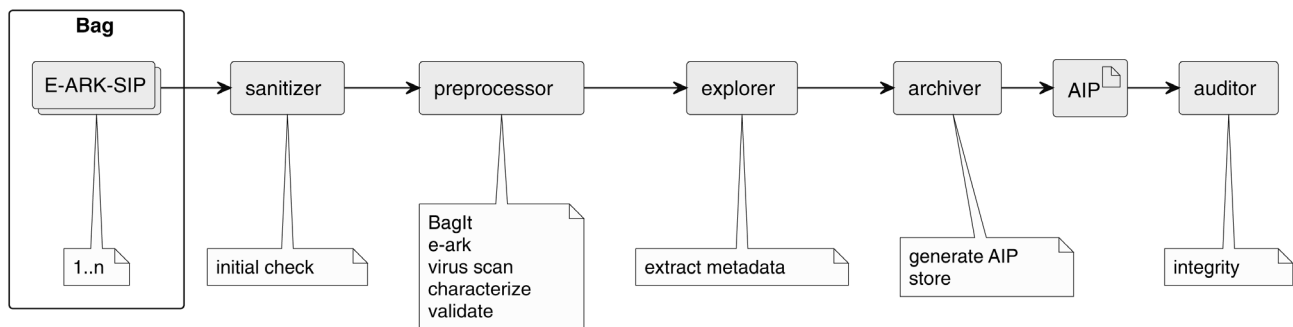 Bag
E-ARK-SIP
sanitizer
preprocessor
explorer
archiver
AIP
auditor
1..n
initial check
BagIt
e-ark
virus scan
characterize
validate
extract metadata
generate AIP
store
integrity